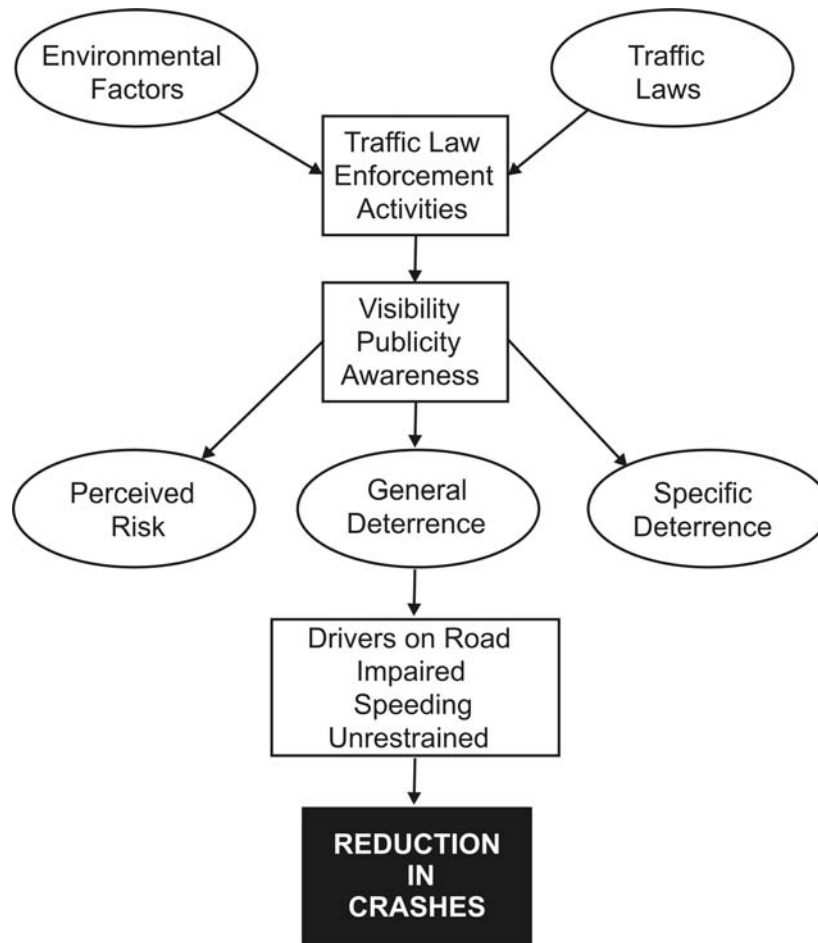 Environmental
Factors
Traffic
Laws
Traffic Law
Enforcement
Activities
Visibility
Publicity
Awareness
Perceived
Risk
General
Deterrence
Specific
Deterrence
Drivers on Road
Impaired
Speeding
Unrestrained
REDUCTION
IN
CRASHES